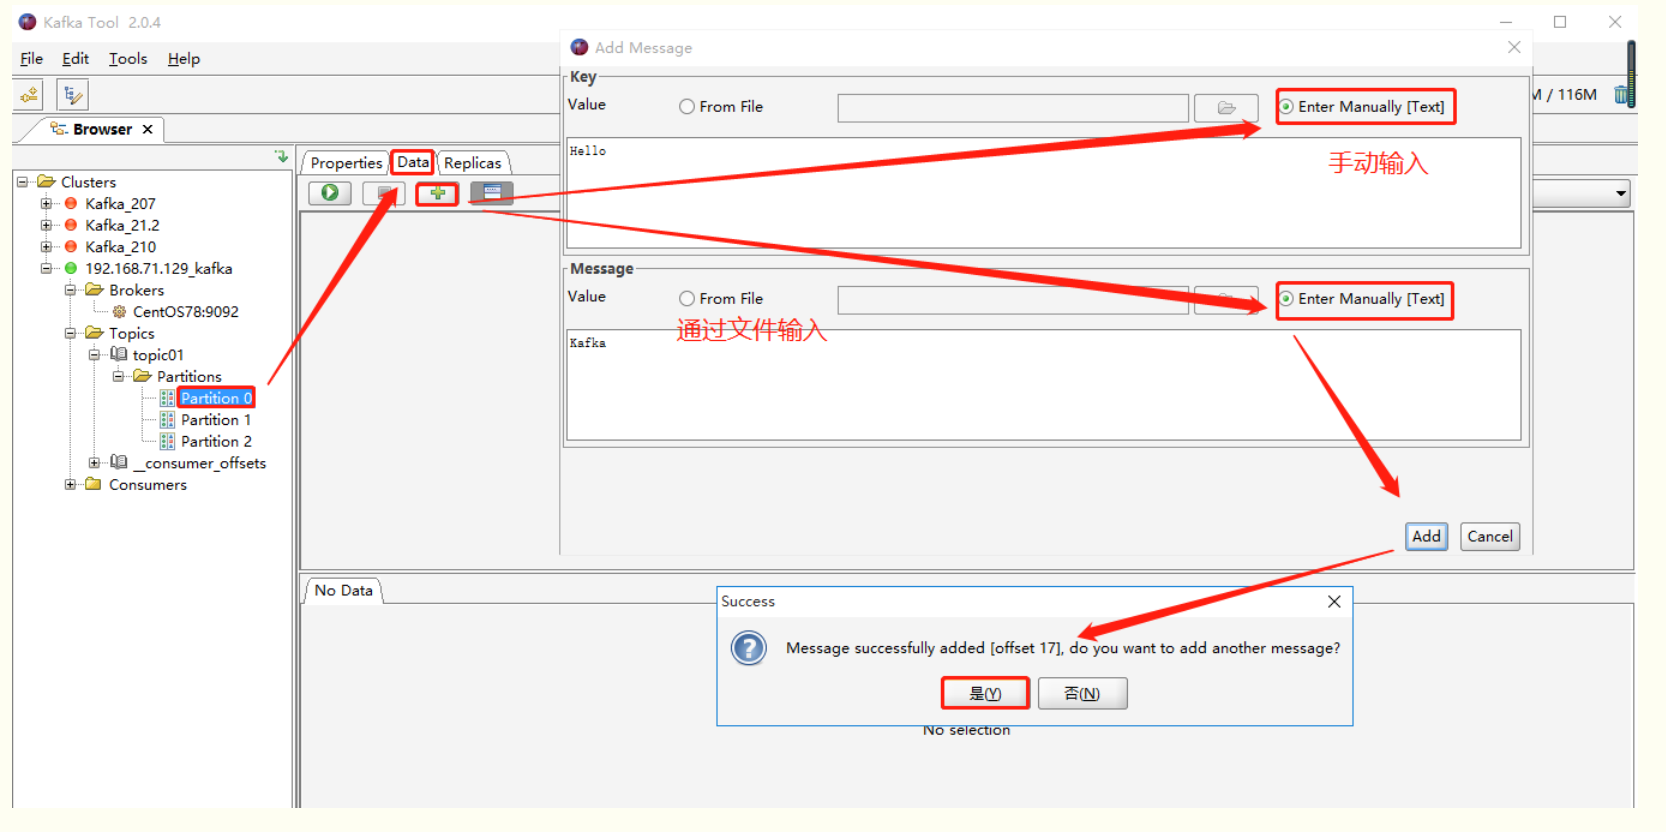 Kafka Tool 2.0.4
File Edit Tools Help
Add Message
Key
Value From File Enter Manually [Text]
/ 116M
Browser
Properties Data Replicas
Hello
手动输入
Clusters
Kafka_207
Kafka_21.2
Kafka_210
192.168.71.129_kafka
Brokers
CentOS78:9092
Topics
topic01
Partitions
Partition 0
Partition 1
Partition 2
__consumer_offsets
Consumers
Message
Value From File Enter Manually [Text]
通过文件输入
Kafka
Add Cancel
No Data
Success
Message successfully added [offset 17], do you want to add another message?
是(Y) 否(N)
No selection